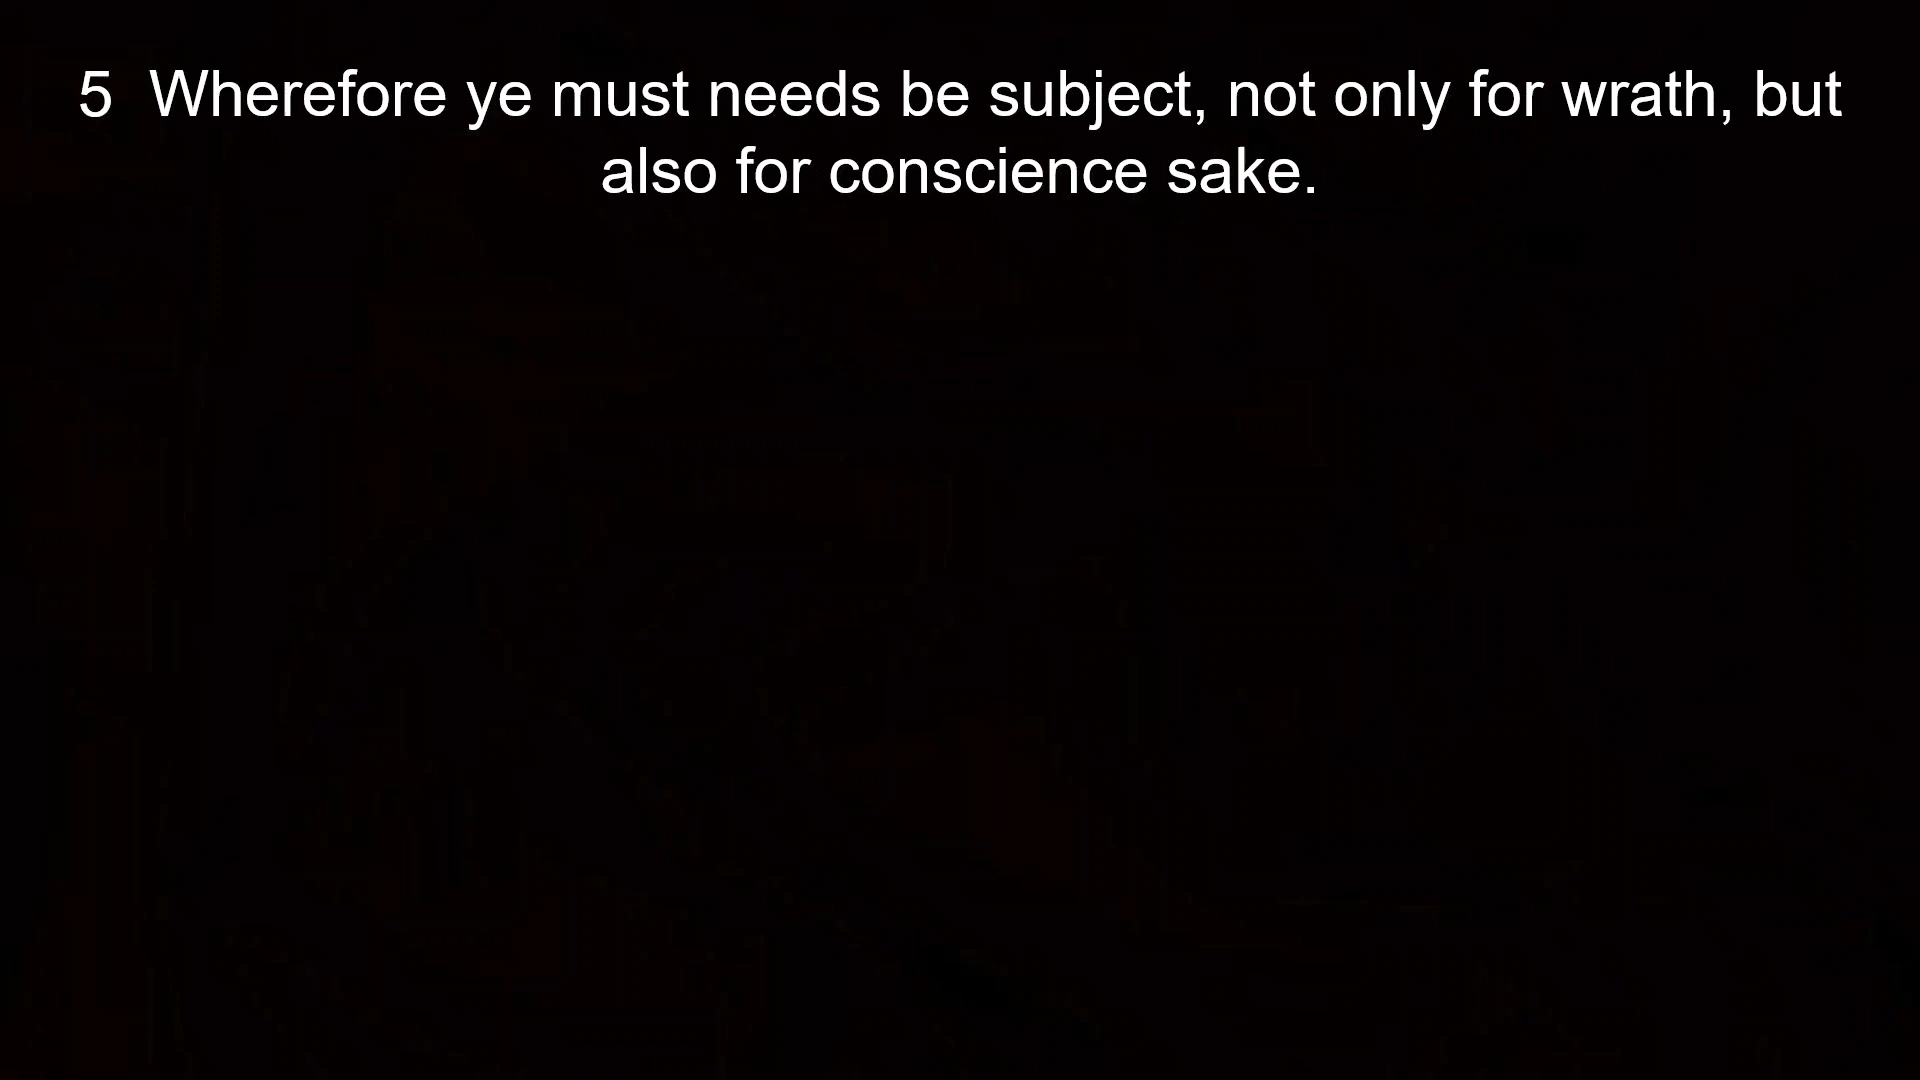 5 Wherefore ye must needs be subject, not only for wrath, but
also for conscience sake.